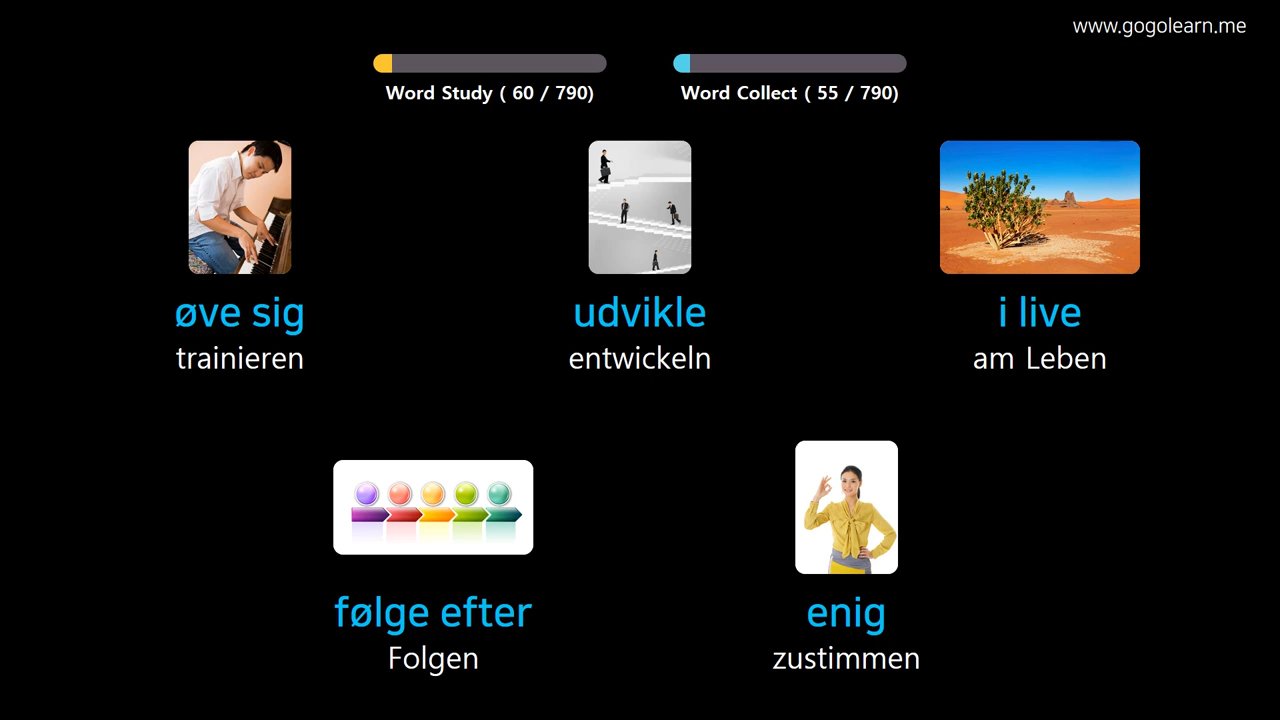 www.gogolearn.me
Word Study ( 60 / 790)
Word Collect ( 55 / 790)
øve sig
trainieren
udvikle
entwickeln
i live
am Leben
følge efter
Folgen
enig
zustimmen